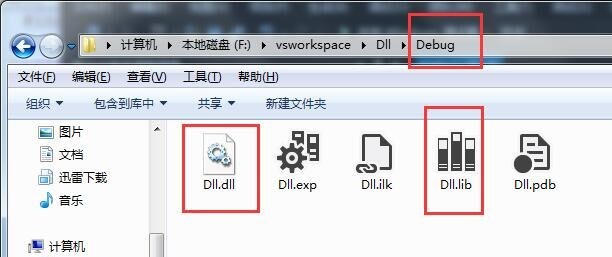 计算机 本地磁盘 (F:) vsworkspace Dll Debug
文件(F) 编辑(E) 查看(V) 工具(T) 帮助(H)
组织 包含到库中 共享 新建文件夹
图片
文档
迅雷下载
音乐
计算机
Dll.dll Dll.exp Dll.ilk Dll.lib Dll.pdb